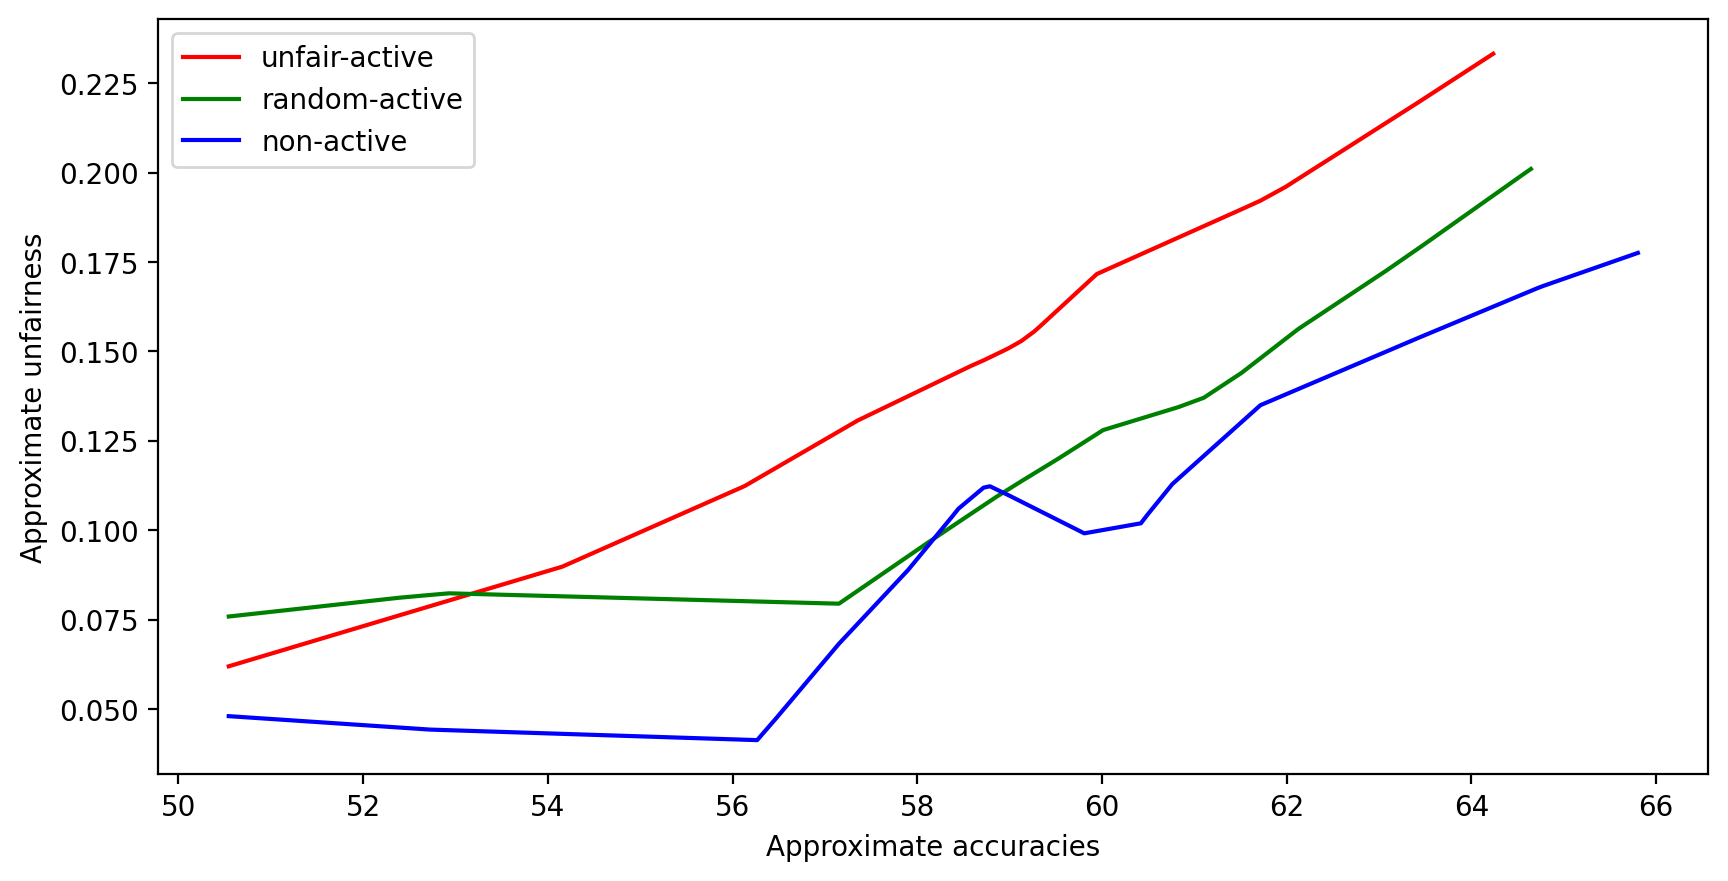 unfair-active
random-active
non-active
0.225
0.200
0.175
0.150
0.125
0.100
0.075
0.050
Approximate unfairness
50 52 54 56 58 60 62 64 66
Approximate accuracies